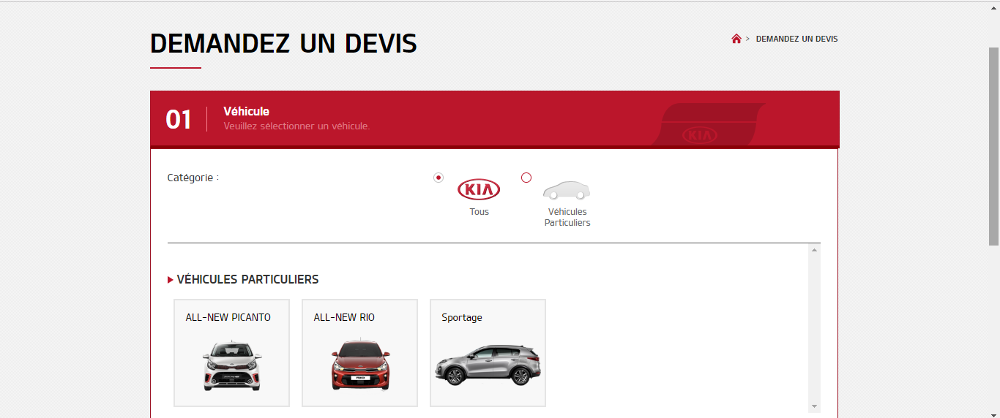 DEMANDEZ UN DEVIS
> DEMANDEZ UN DEVIS
01
Véhicule
Veuillez sélectionner un véhicule.
KIA
Catégorie :
KIA
Tous
Véhicules
Particuliers
VÉHICULES PARTICULIERS
ALL-NEW PICANTO
ALL-NEW RIO
Sportage
RIO